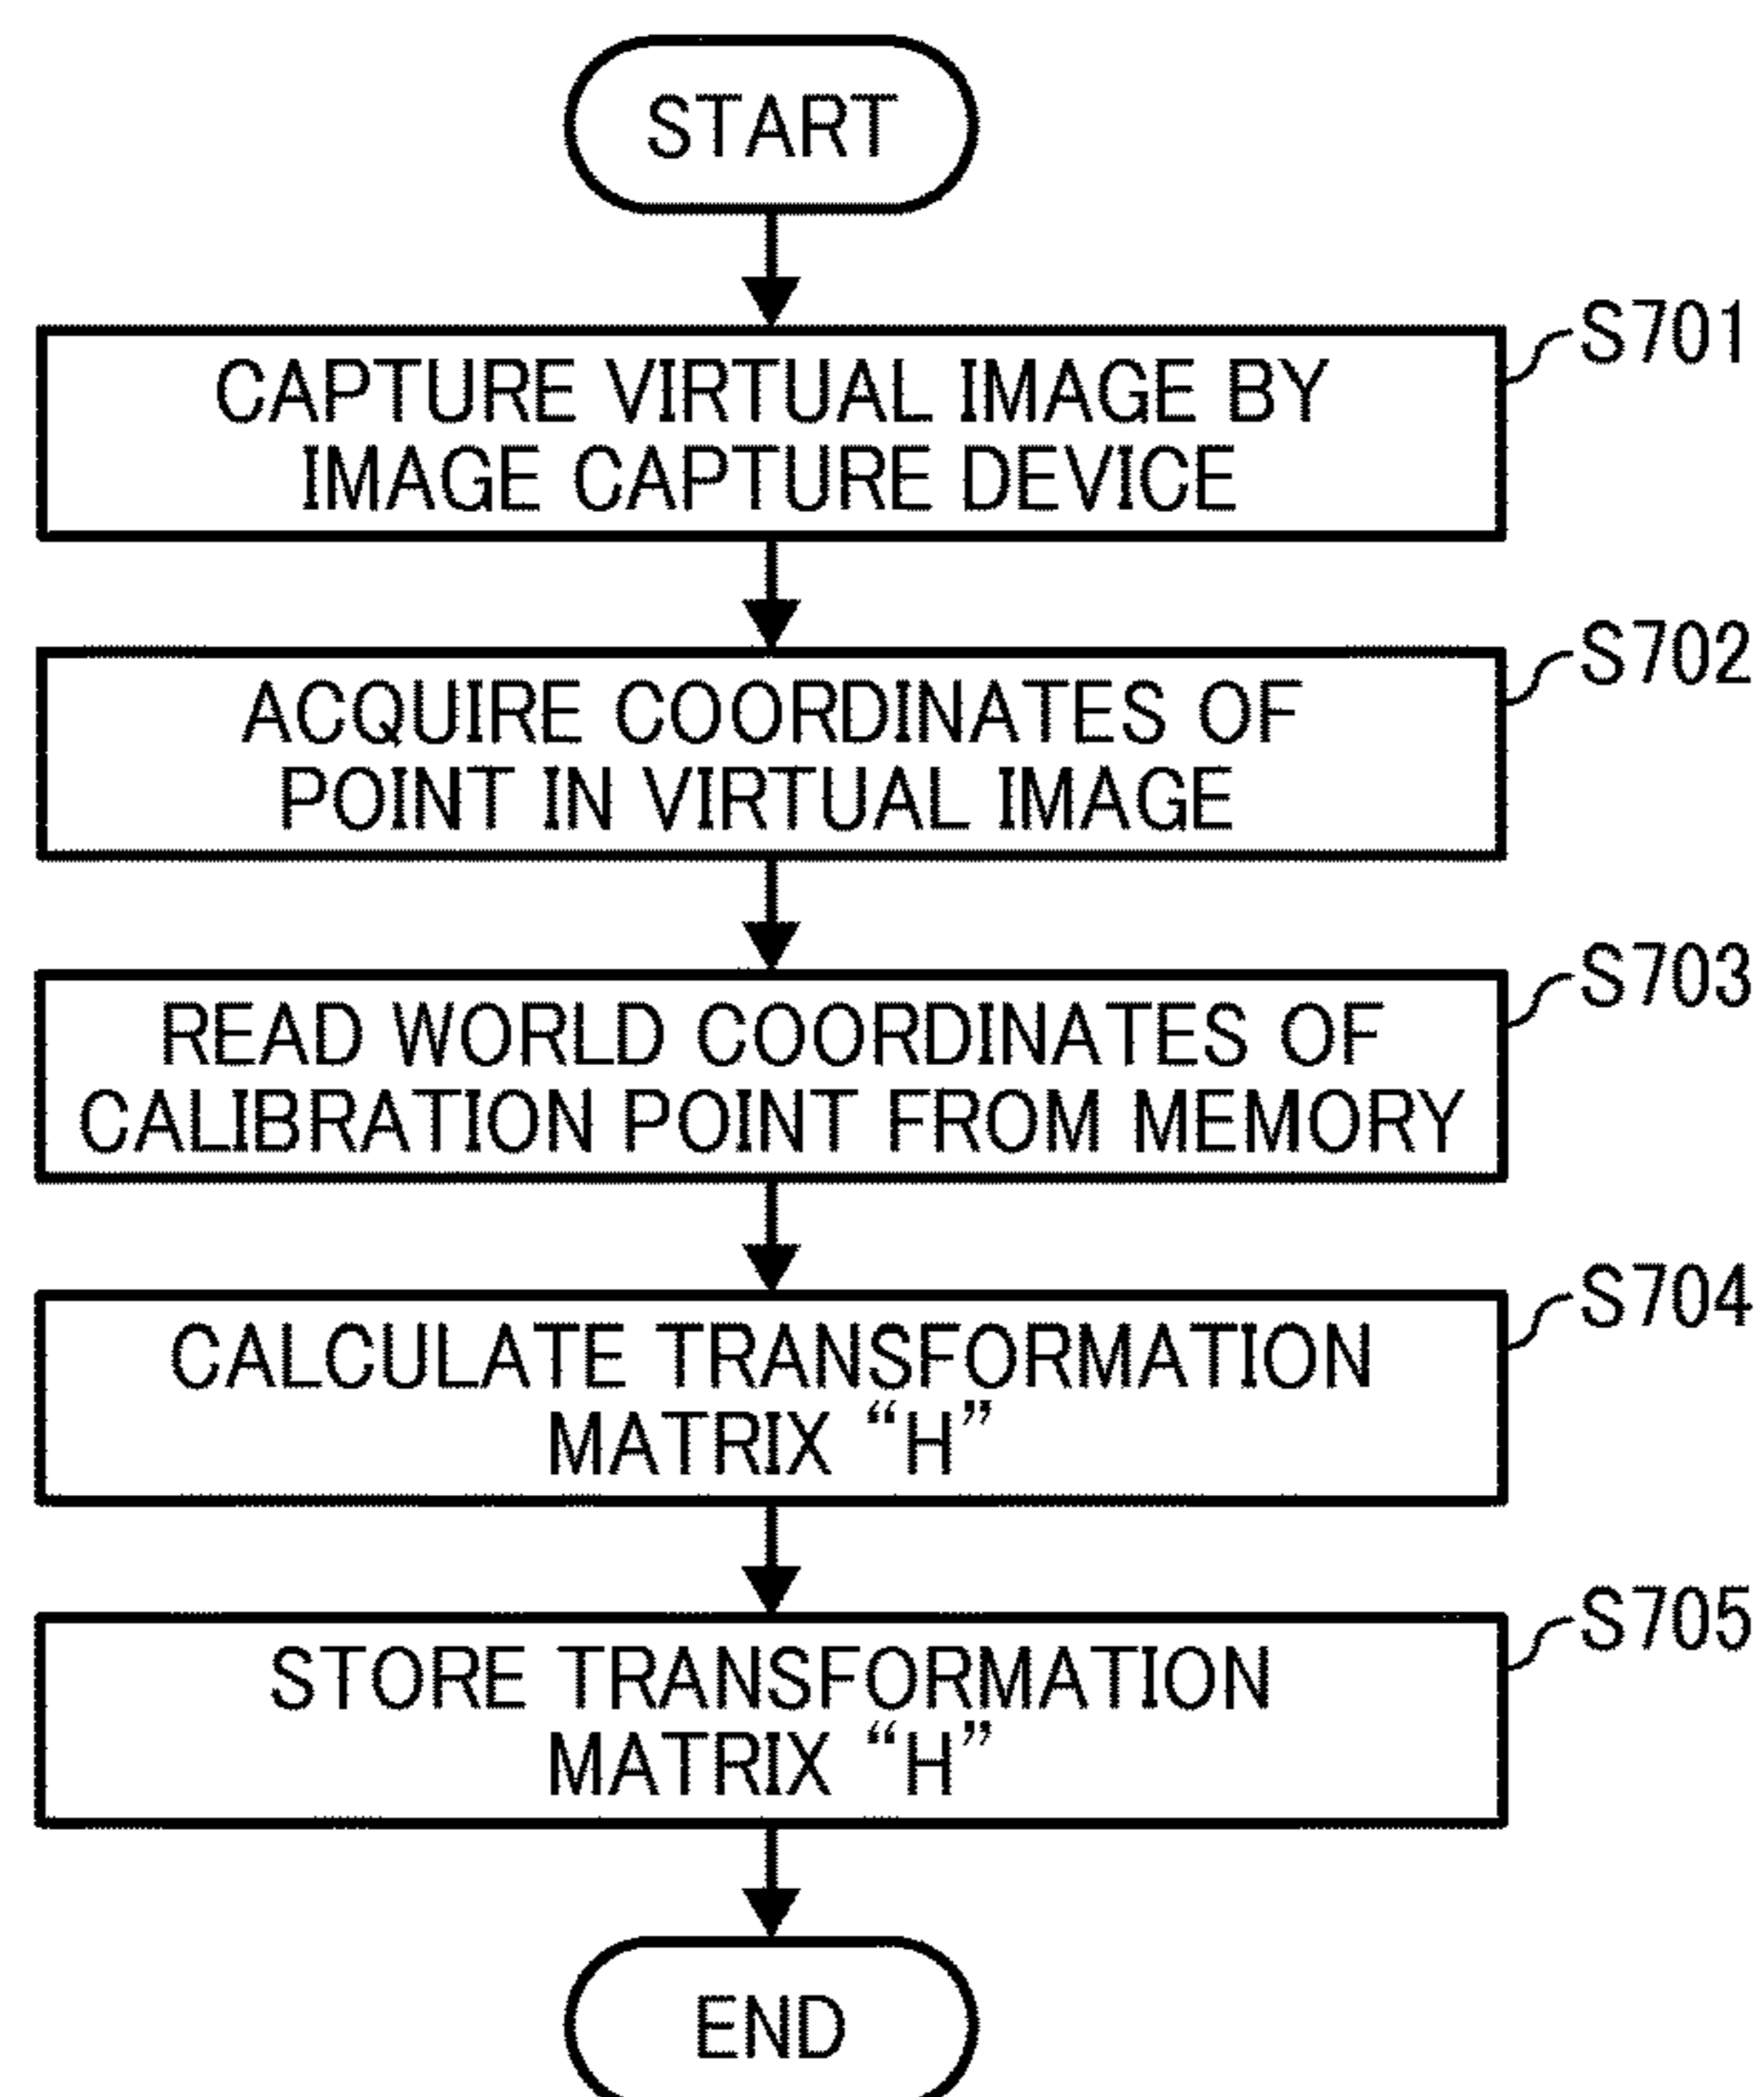 START
S701
CAPTURE VIRTUAL IMAGE BY
IMAGE CAPTURE DEVICE
S702
ACQUIRE COORDINATES OF
POINT IN VIRTUAL IMAGE
S703
READ WORLD COORDINATES OF
CALIBRATION POINT FROM MEMORY
S704
CALCULATE TRANSFORMATION
MATRIX “H”
S705
STORE TRANSFORMATION
MATRIX “H”
END